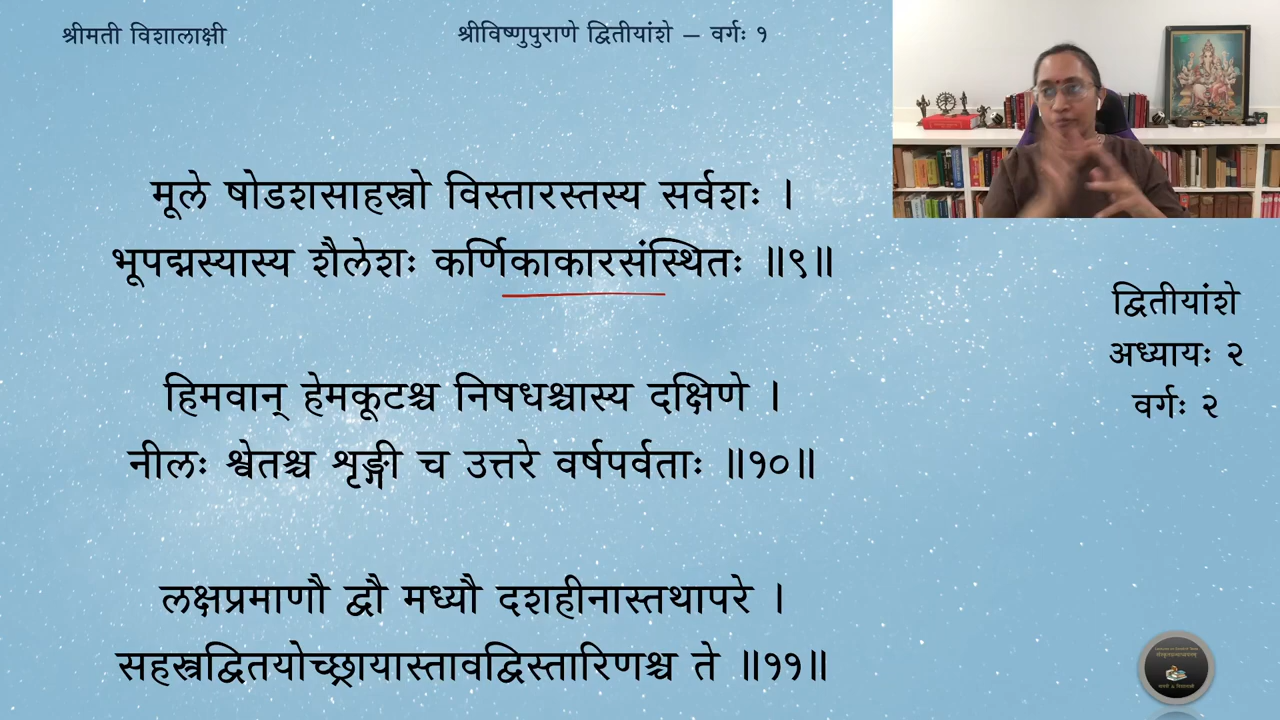 श्रीमती विशालाक्षी
श्रीविष्णुपुराणे द्वितीयांशे – वर्गः १
मूले षोडशसाहस्रो विस्तारस्तस्य सर्वशः ।
भूपद्मस्यास्य शैलेशः कर्णिकाकारसंस्थितः ॥९॥
हिमवान् हेमकूटश्च निषधश्चास्य दक्षिणे ।
नीलः श्वेतश्च शृङ्गी च उत्तरे वर्षपर्वताः ॥१०॥
लक्षप्रमाणौ द्वौ मध्यौ दशहीनास्तथापरे ।
सहस्रद्वितयोच्छ्रायास्तावद्विस्तारिणश्च ते ॥११॥
द्वितीयांशे
अध्यायः २
वर्गः २